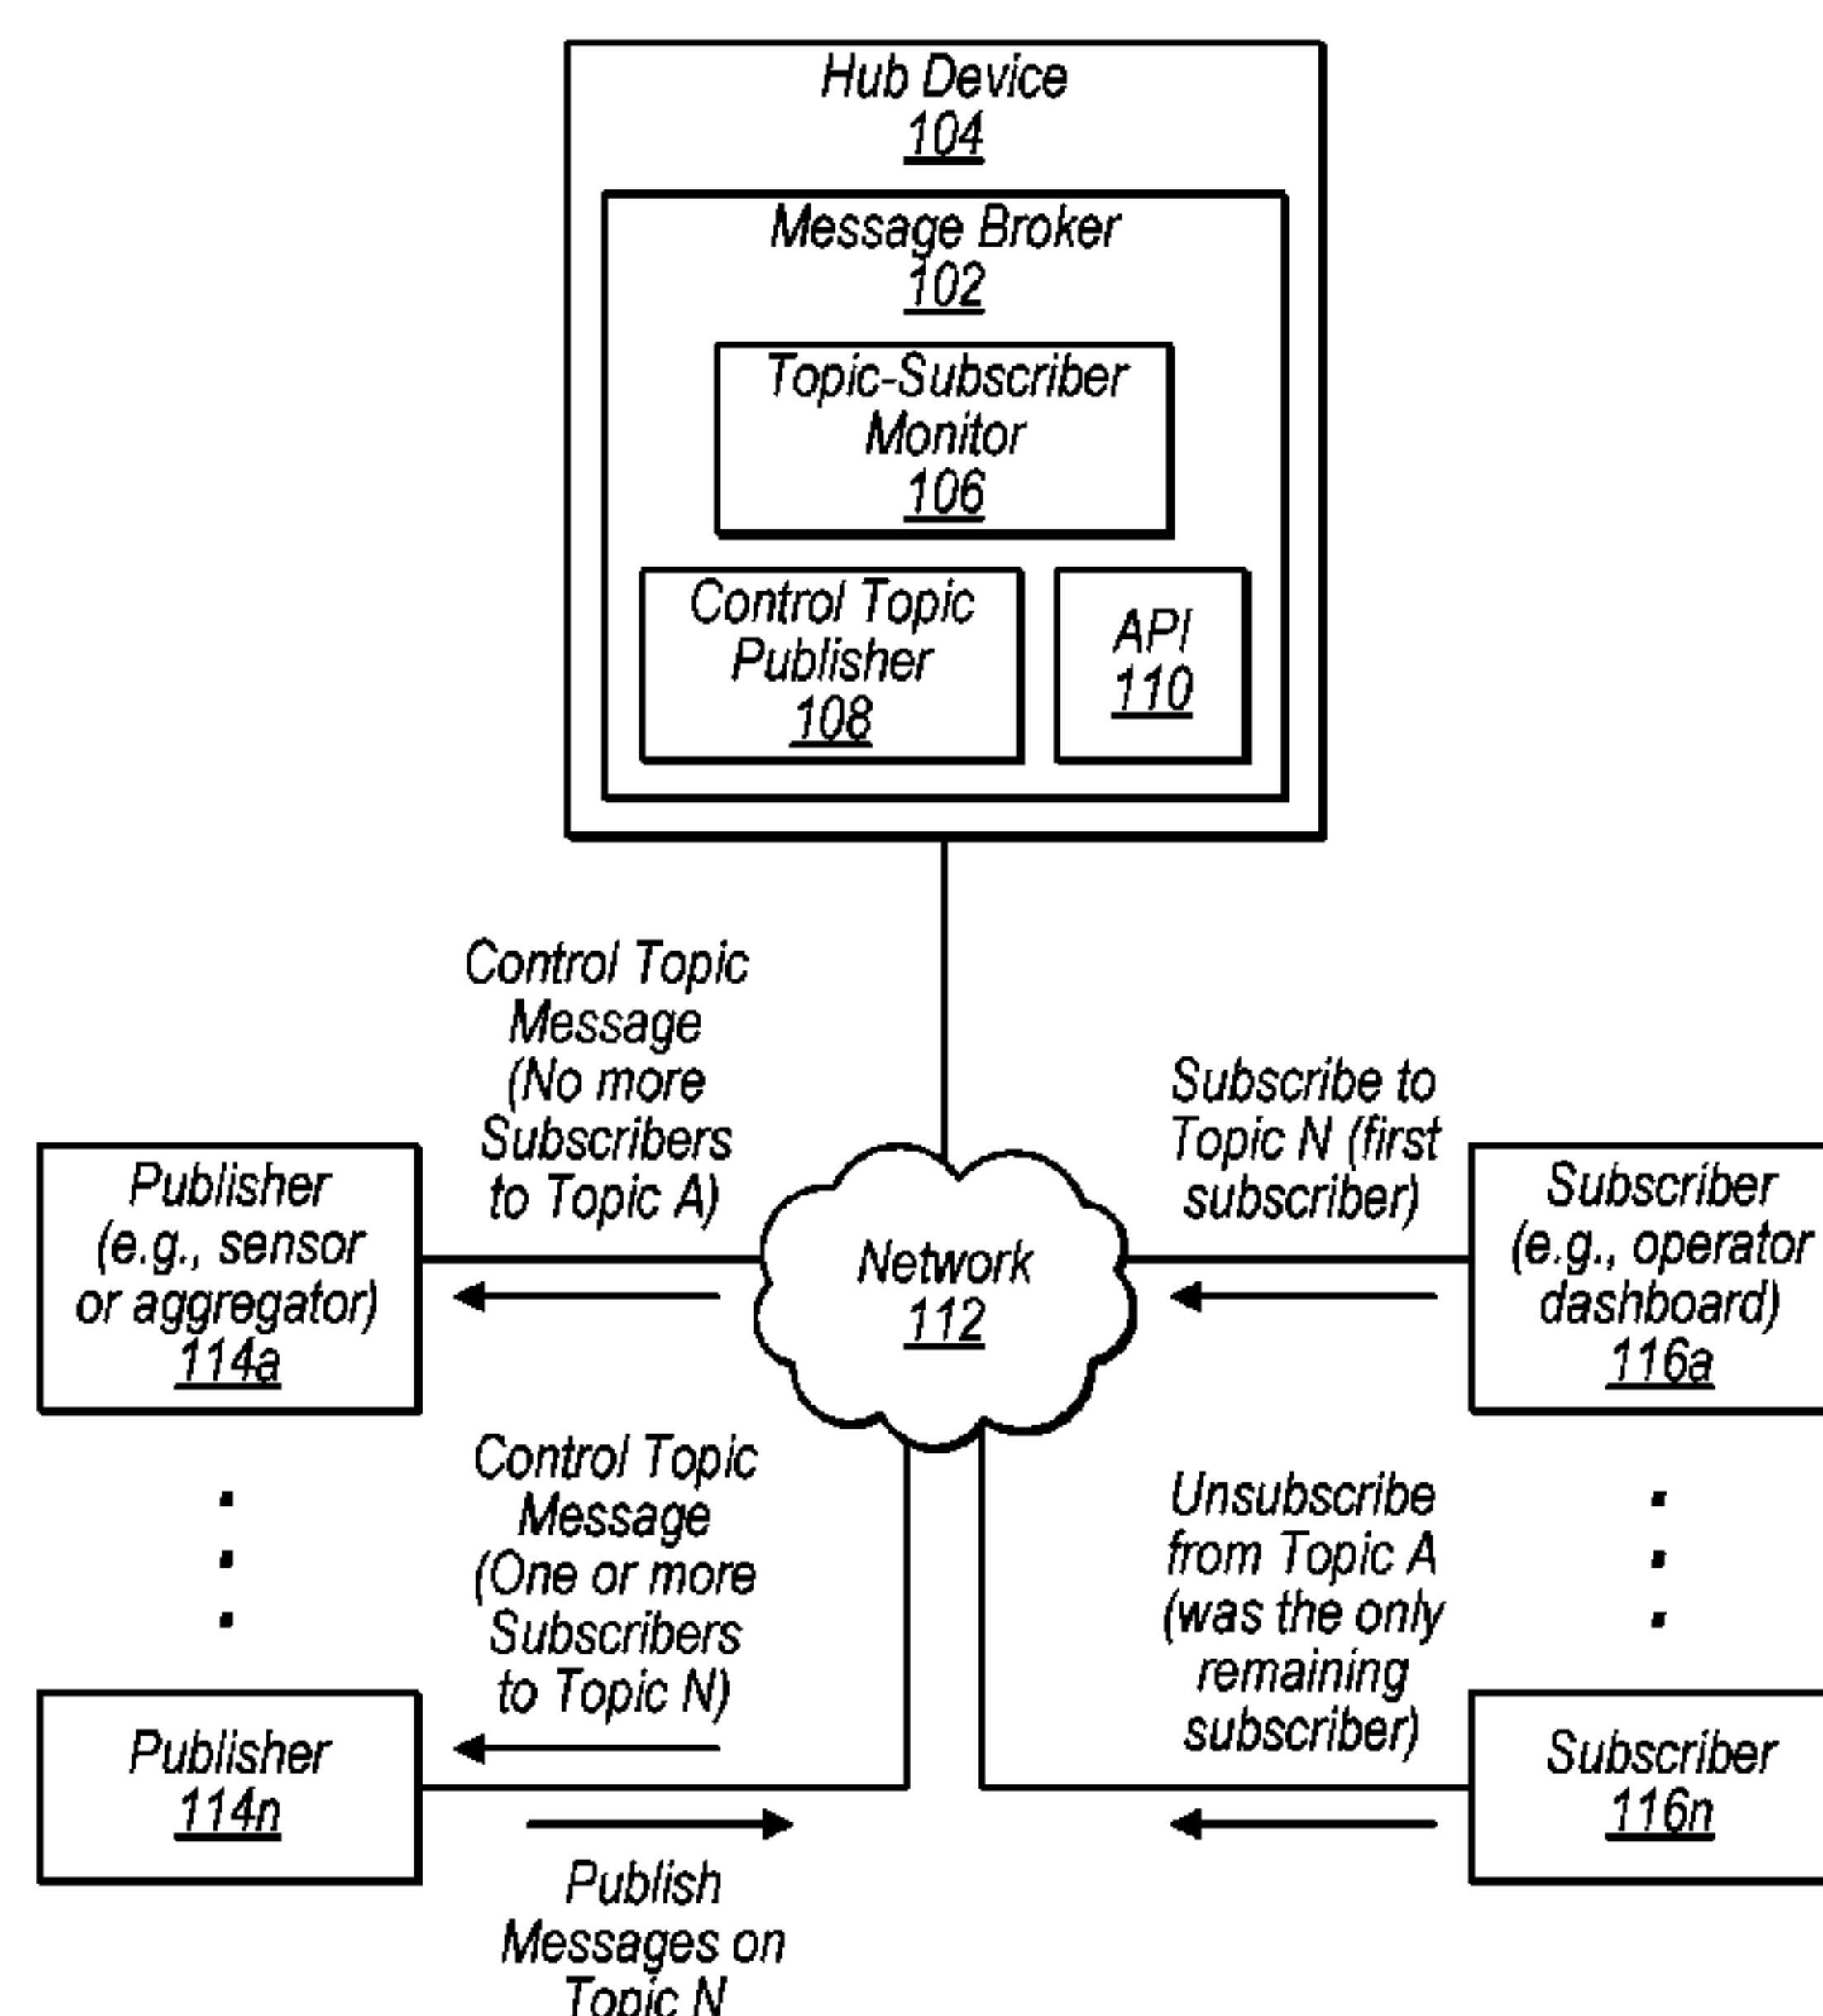 Hub Device
104
Message Broker
102
Topic-Subscriber
Monitor
106
Control Topic
Publisher
108
API
110
Control Topic
Message
(No more
Subscribers
to Topic A)
Subscribe to
Topic N (first
subscriber)
Publisher
(e.g., sensor
or aggregator)
114a
Network
112
Subscriber
(e.g., operator
dashboard)
116a
Control Topic
Message
(One or more
Subscribers
to Topic N)
Unsubscribe
from Topic A
(was the only
remaining
subscriber)
Publisher
114n
Subscriber
116n
Publish
Messages on
Topic N